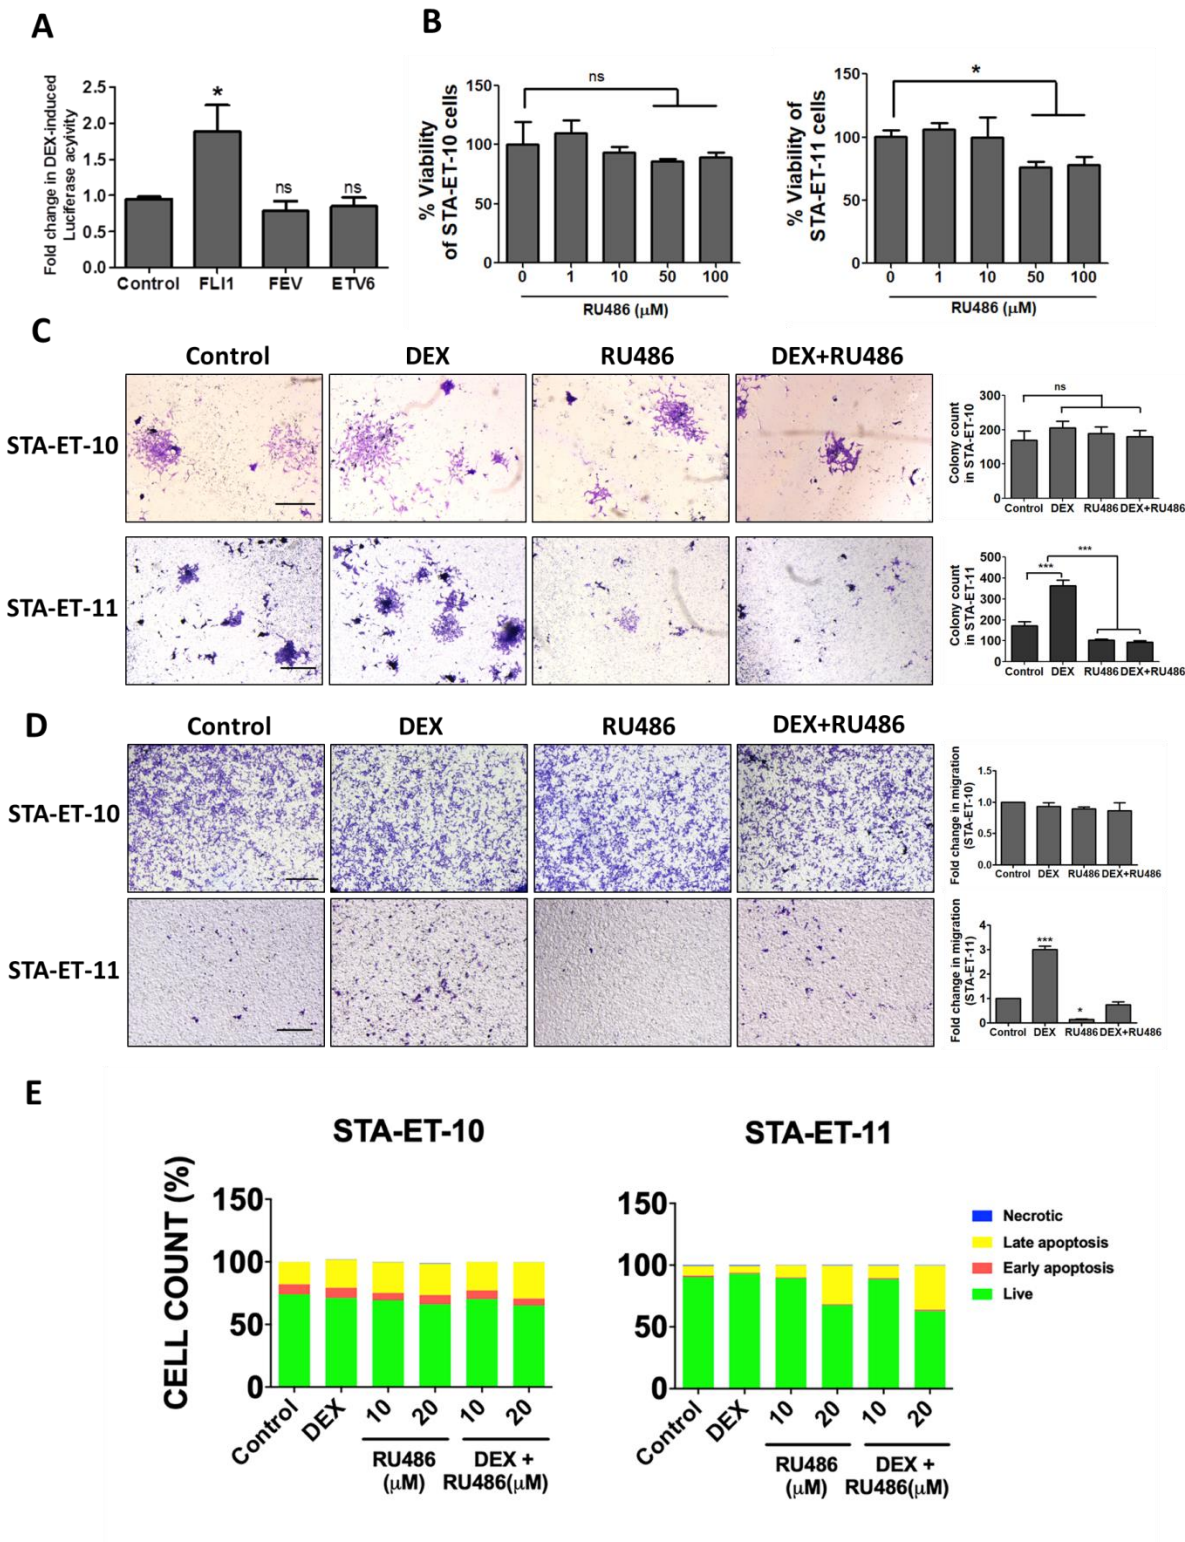 A
Fold change in DEX-induced
Luciferase acyivity
2.5
2.0
1.5
1.0
0.5
0.0
*
ns
ns
Control
FLI1
FEV
ETV6
B
% Viability
of STA-ET-10 cells
150
100
50
0
ns
0
1
10
50
100
RU486 (μM)
% Viability of
STA-ET-11 cells
150
100
50
0
*
0
1
10
50
100
RU486 (μM)
C
Control
DEX
RU486
DEX+RU486
STA-ET-10
Colony count
in STA-ET-10
300
200
100
0
ns
Control
DEX
RU486
DEX+RU486
STA-ET-11
Colony count
in STA-ET-11
500
400
300
200
100
0
***
***
Control
DEX
RU486
DEX+RU486
D
Control
DEX
RU486
DEX+RU486
STA-ET-10
Fold change in migration
(STA-ET-10)
1.5
1.0
0.5
0.0
Control
DEX
RU486
DEX+RU486
STA-ET-11
Fold change in migration
(STA-ET-11)
4
3
2
1
0
***
*
Control
DEX
RU486
DEX+RU486
E
STA-ET-10
CELL COUNT (%)
150
100
50
0
Control
DEX
10
20
10
20
RU486
(μM)
DEX +
RU486(μM)
STA-ET-11
150
100
50
0
Control
DEX
10
20
10
20
RU486
(μM)
DEX +
RU486(μM)
Necrotic
Late apoptosis
Early apoptosis
Live